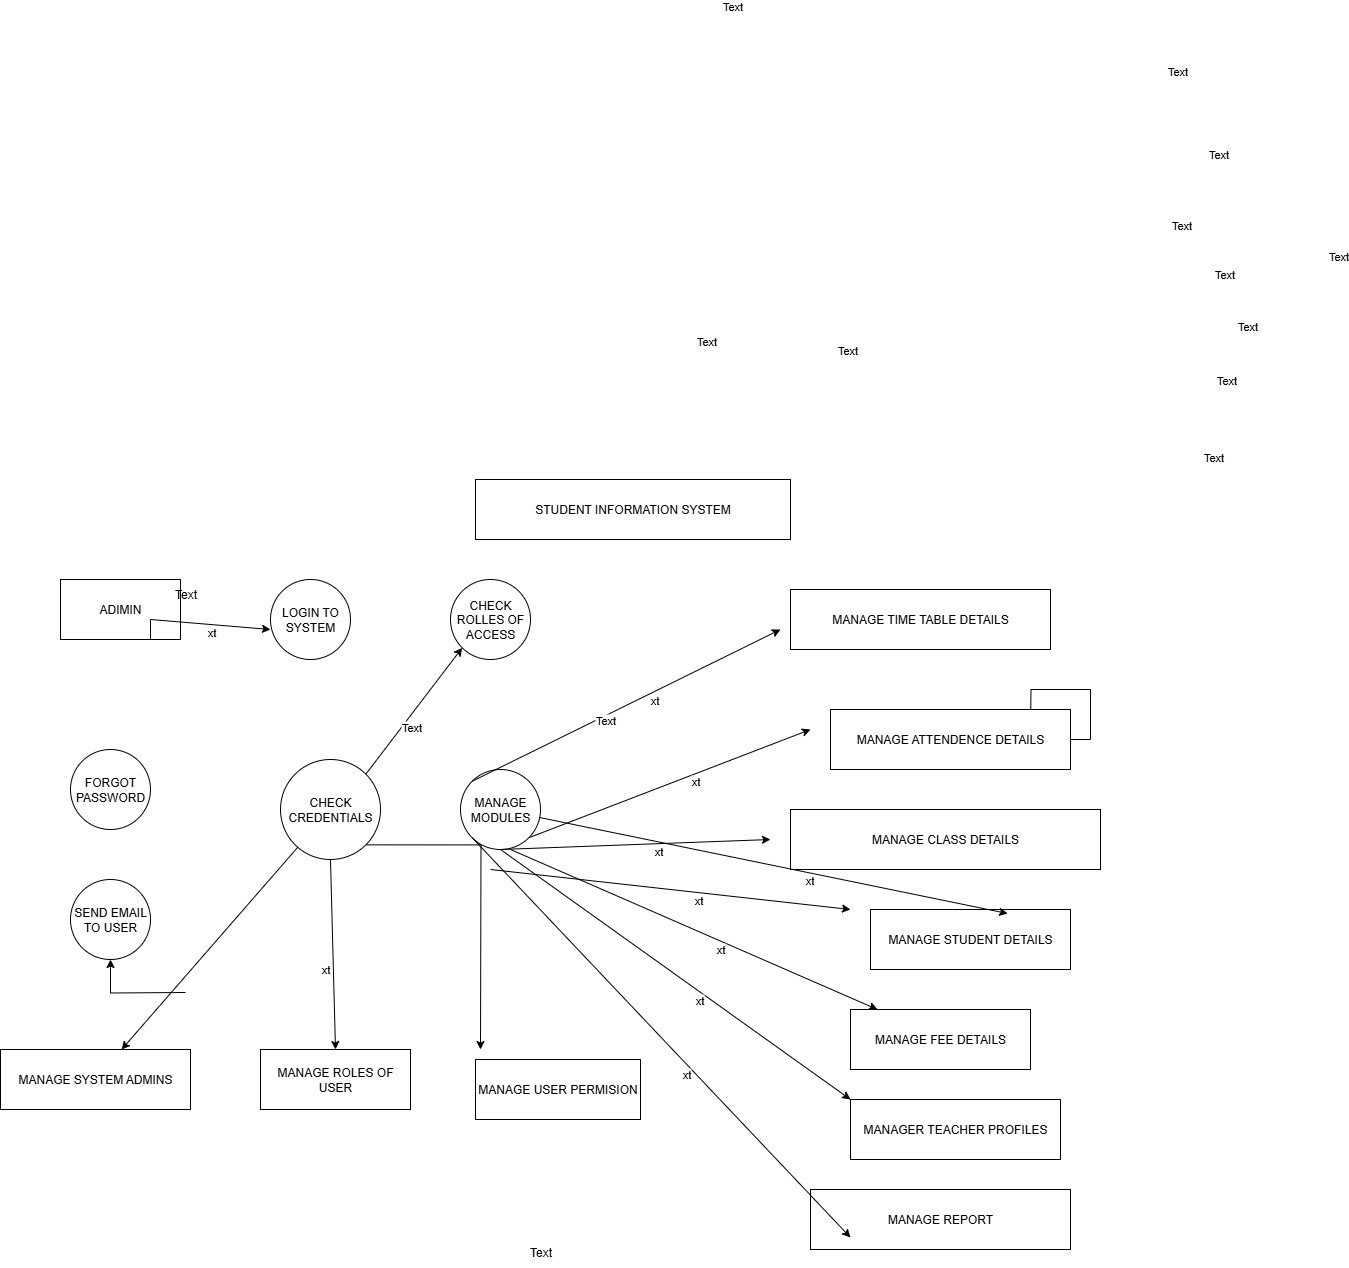 Text
Text
Text
Text
Text
Text
Text
Text
Text
Text
Text
STUDENT INFORMATION SYSTEM
ADIMIN
Text
xt
LOGIN TO
SYSTEM
CHECK
ROLLES OF
ACCESS
MANAGE TIME TABLE DETAILS
xt
Text
Text
MANAGE ATTENDENCE DETAILS
xt
FORGOT
PASSWORD
CHECK
CREDENTIALS
MANAGE
MODULES
MANAGE CLASS DETAILS
xt
xt
xt
SEND EMAIL
TO USER
MANAGE STUDENT DETAILS
xt
xt
xt
MANAGE FEE DETAILS
xt
MANAGE SYSTEM ADMINS
MANAGE ROLES OF
USER
MANAGE USER PERMISION
MANAGER TEACHER PROFILES
MANAGE REPORT
Text